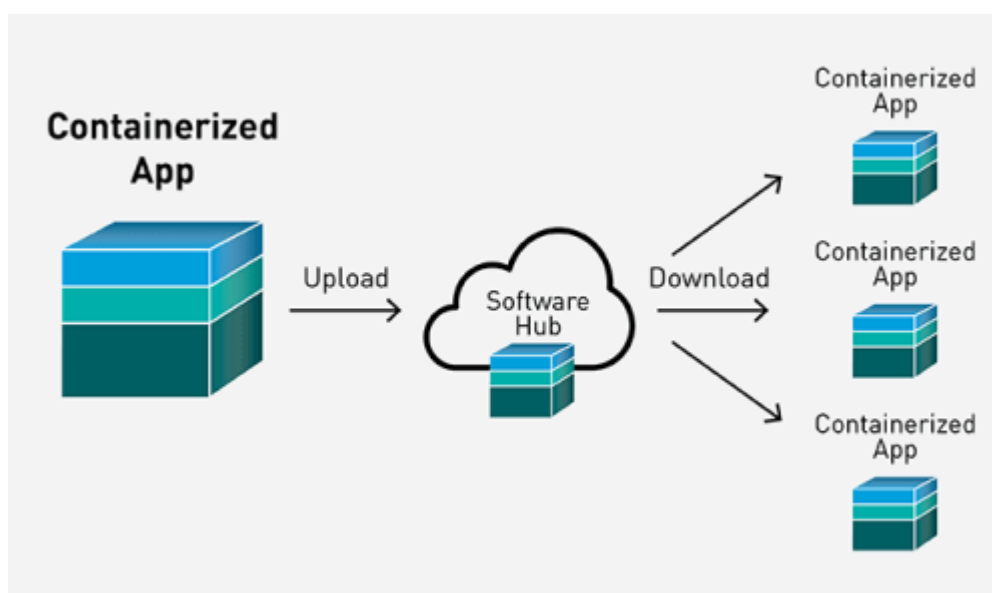 Containerized
App
Upload
Software
Hub
Download
Containerized
App
Containerized
App
Containerized
App